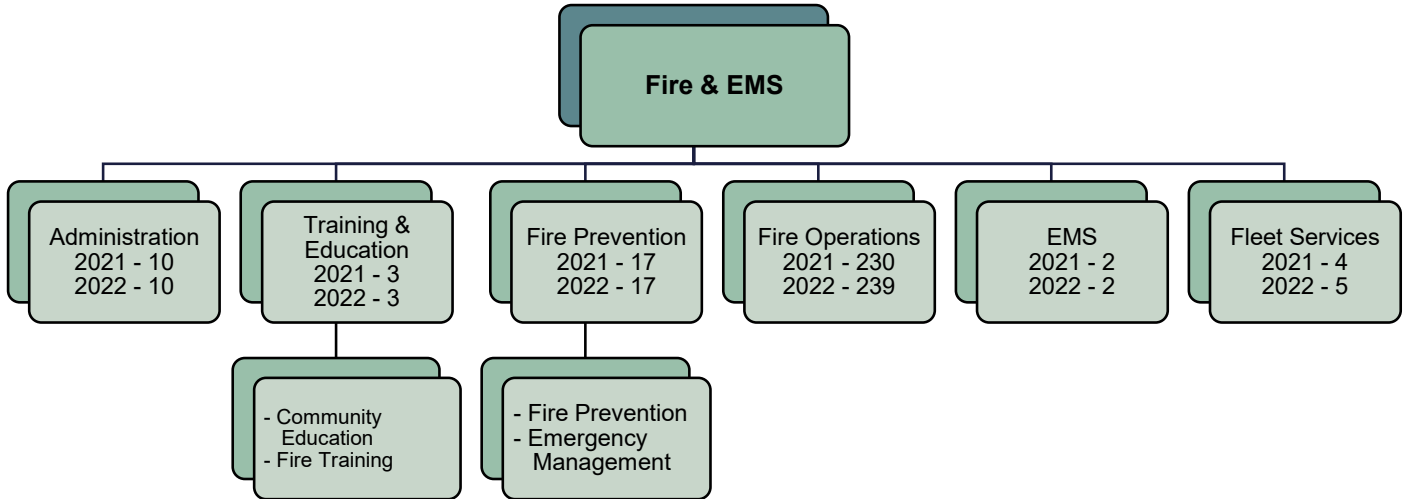 Fire & EMS
Administration
2021 - 10
2022 - 10
Training &
Education
2021 - 3
2022 - 3
Fire Prevention
2021 - 17
2022 - 17
Fire Operations
2021 - 230
2022 - 239
EMS
2021 - 2
2022 - 2
Fleet Services
2021 - 4
2022 - 5
- Community
Education
- Fire Training
- Fire Prevention
- Emergency
Management